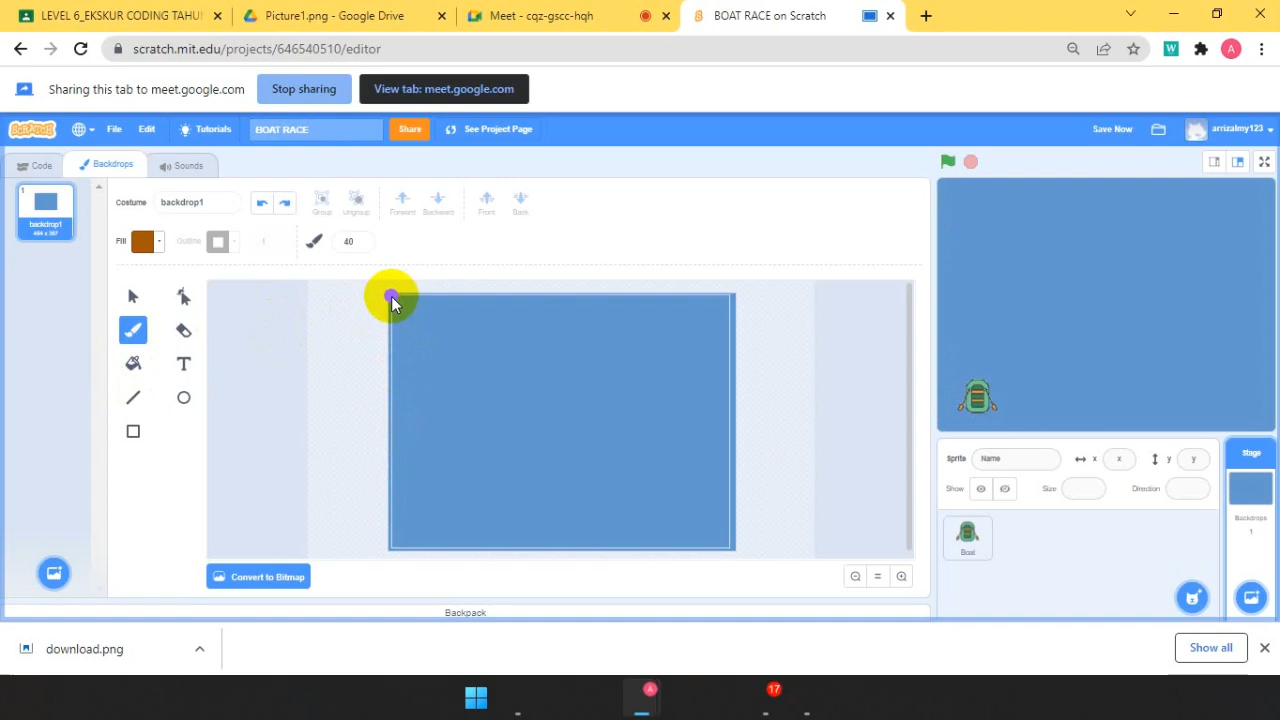 LEVEL 6_EKSKUR CODING TAHUN
Picture1.png - Google Drive
Meet - cqz-gscc-hqh
BOAT RACE on Scratch
scratch.mit.edu/projects/646540510/editor
W
A
Sharing this tab to meet.google.com
Stop sharing
View tab: meet.google.com
SCRATCH
File
Edit
Tutorials
BOAT RACE
Share
See Project Page
Save Now
arrizalmy123
Code
Backdrops
Sounds
1
backdrop1
Costume
backdrop1
Group
Ungroup
Forward
Backward
Front
Back
Fill
Outline
1
40
T
Convert to Bitmap
Backpack
Sprite
Name
x
x
y
y
Show
Size
Direction
Boat
Stage
Backdrops
1
download.png
Show all
A
17